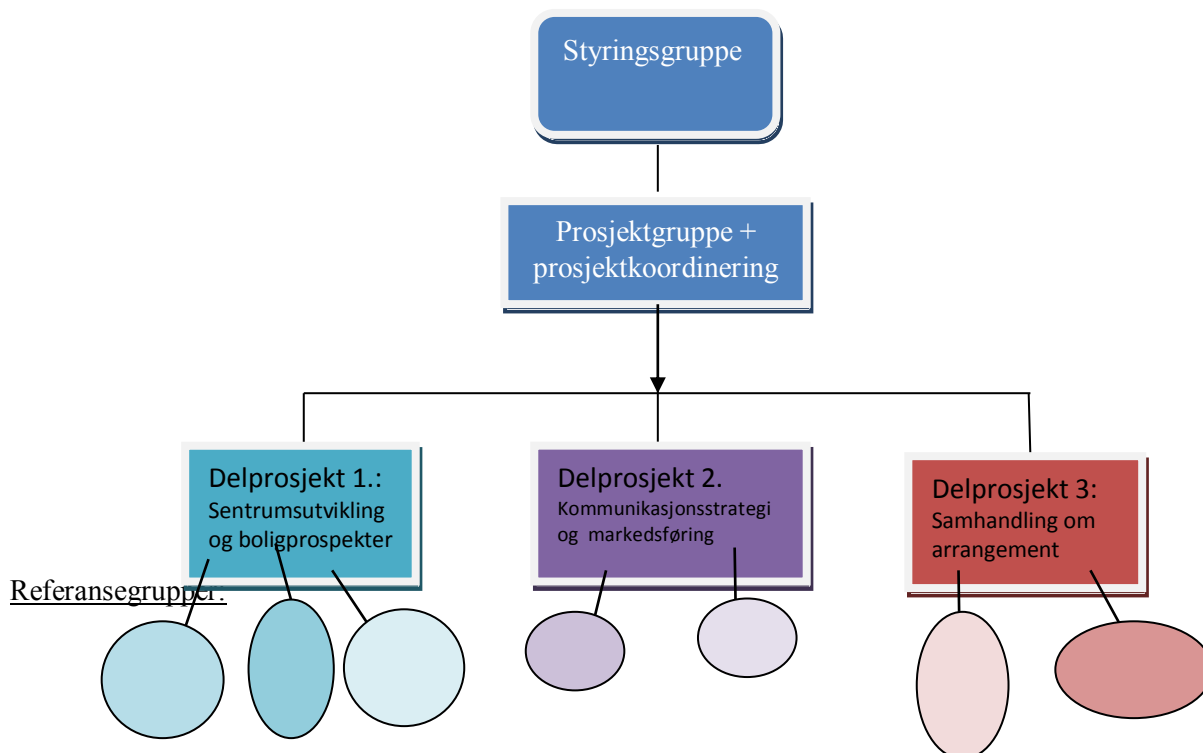 Styringsgruppe
Prosjektgruppe +
prosjektkoordinering
Delprosjekt 1.:
Sentrumsutvikling
og boligprospekter
Delprosjekt 2.
Kommunikasjonsstrategi
og markedsføring
Delprosjekt 3:
Samhandling om
arrangement
Referansegrupper: